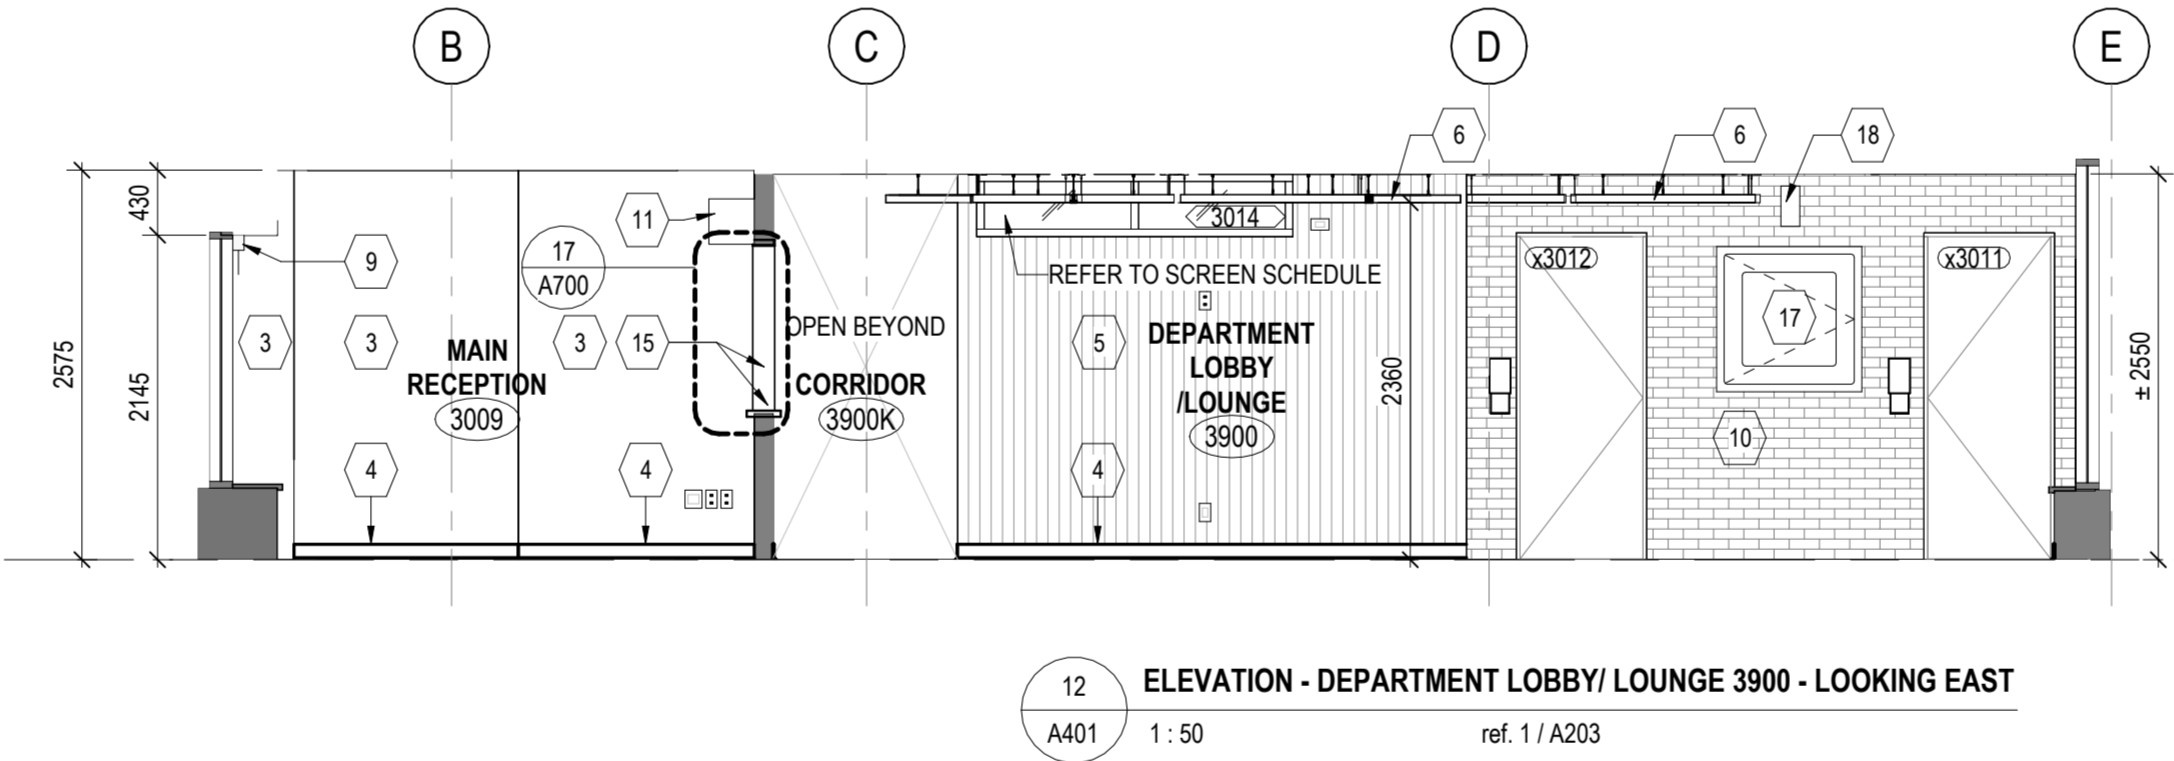 B
C
D
E
6
6
18
430
11
3014
17
A700
9
x3012
x3011
REFER TO SCREEN SCHEDULE
17
OPEN BEYOND
3
3
3
15
5
DEPARTMENT
LOBBY
/LOUNGE
3900
MAIN
RECEPTION
3009
CORRIDOR
3900K
2575
2145
2360
± 2550
10
4
4
4
12
A401
ELEVATION - DEPARTMENT LOBBY/ LOUNGE 3900 - LOOKING EAST
1 : 50
ref. 1 / A203